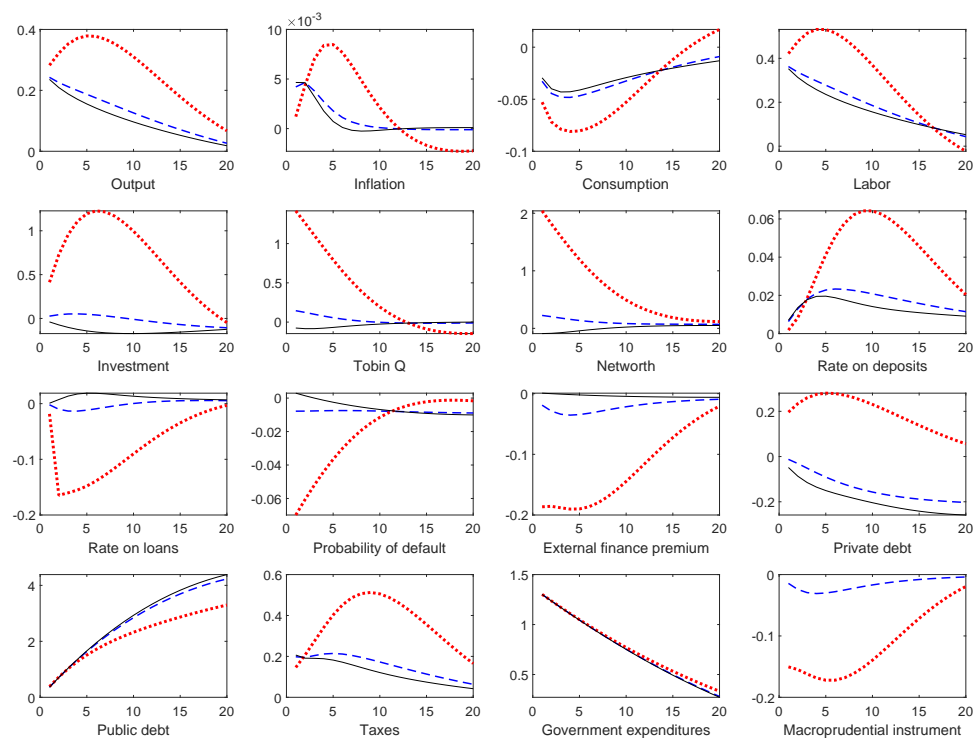 0.4
0.2
0
0 5 10 15 20
Output
×10⁻³
10
5
0
0 5 10 15 20
Inflation
0
-0.05
-0.1
0 5 10 15 20
Consumption
0.4
0.2
0
0 5 10 15 20
Labor
1
0.5
0
0 5 10 15 20
Investment
1
0.5
0
0 5 10 15 20
Tobin Q
2
1
0
0 5 10 15 20
Networth
0.06
0.04
0.02
0
0 5 10 15 20
Rate on deposits
0
-0.1
-0.2
0 5 10 15 20
Rate on loans
0
-0.02
-0.04
-0.06
0 5 10 15 20
Probability of default
0
-0.1
-0.2
0 5 10 15 20
External finance premium
0.2
0
-0.2
0 5 10 15 20
Private debt
4
2
0
0 5 10 15 20
Public debt
0.6
0.4
0.2
0
0 5 10 15 20
Taxes
1.5
1
0.5
0 5 10 15 20
Government expenditures
0
-0.1
-0.2
0 5 10 15 20
Macroprudential instrument